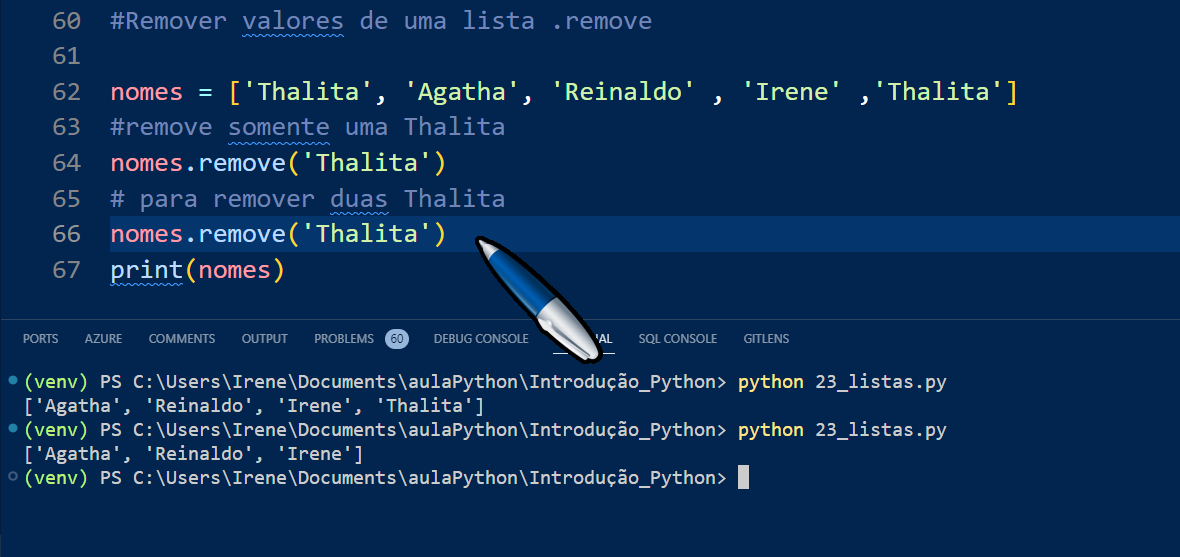 60 #Remover valores de uma lista .remove
61
62 nomes = ['Thalita', 'Agatha', 'Reinaldo' , 'Irene' ,'Thalita']
63 #remove somente uma Thalita
64 nomes.remove('Thalita')
65 # para remover duas Thalita
66 nomes.remove('Thalita')
67 print(nomes)
PORTS AZURE COMMENTS OUTPUT PROBLEMS 60 DEBUG CONSOLE SQL CONSOLE GITLENS
(venv) PS C:\Users\Irene\Documents\aulaPython\Introdução_Python> python 23_listas.py
['Agatha', 'Reinaldo', 'Irene', 'Thalita']
(venv) PS C:\Users\Irene\Documents\aulaPython\Introdução_Python> python 23_listas.py
['Agatha', 'Reinaldo', 'Irene']
(venv) PS C:\Users\Irene\Documents\aulaPython\Introdução_Python>